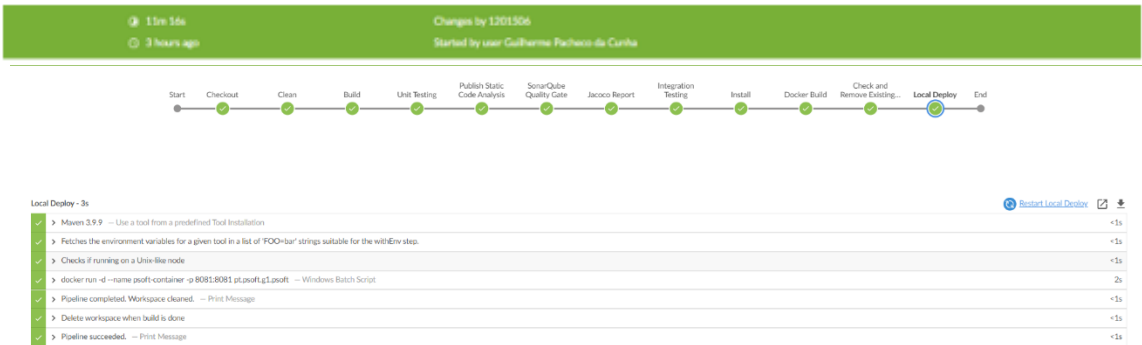 11m 16s
Changes by 1201506
3 hours ago
Started by user Guilherme Pacheco da Cunha
Start
Checkout
Clean
Build
Unit Testing
Publish Static
Code Analysis
SonarQube
Quality Gate
Jacoco Report
Integration
Testing
Install
Docker Build
Check and
Remove Existing...
Local Deploy
End
Local Deploy - 3s
Restart Local Deploy
Maven 3.9.9 — Use a tool from a predefined Tool Installation
<1s
Fetches the environment variables for a given tool in a list of 'FOO=bar' strings suitable for the withEnv step.
<1s
Checks if running on a Unix-like node
<1s
docker run -d --name psoft-container -p 8081:8081 pt.psoft.g1.psoft — Windows Batch Script
2s
Pipeline completed. Workspace cleaned. — Print Message
<1s
Delete workspace when build is done
<1s
Pipeline succeeded. — Print Message
<1s